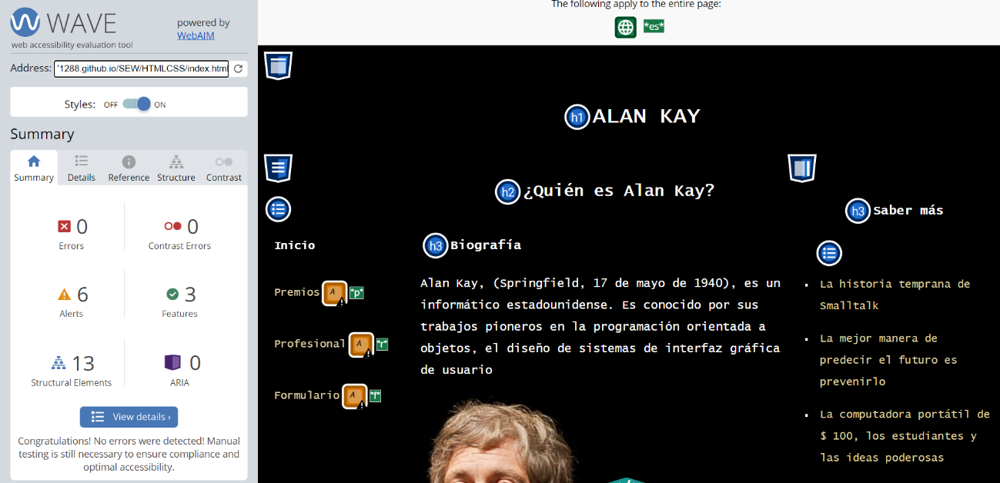 WAVE
powered by
WebAIM
web accessibility evaluation tool
Address: '1288.github.io/SEW/HTMLCSS/index.html
Styles: OFF ON
Summary
Summary Details Reference Structure Contrast
0 0
Errors Contrast Errors
6 3
Alerts Features
13 0
Structural Elements ARIA
View details ›
Congratulations! No errors were detected! Manual
testing is still necessary to ensure compliance and
optimal accessibility.
The following apply to the entire page:
*es*
h1 ALAN KAY
h2 ¿Quién es Alan Kay?
Inicio
Premios A *p*
Profesional A *r*
Formulario A *f*
h3 Biografía
Alan Kay, (Springfield, 17 de mayo de 1940), es un
informático estadounidense. Es conocido por sus
trabajos pioneros en la programación orientada a
objetos, el diseño de sistemas de interfaz gráfica
de usuario
h3 Saber más
La historia temprana de
Smalltalk
La mejor manera de
predecir el futuro es
prevenirlo
La computadora portátil de
$ 100, los estudiantes y
las ideas poderosas